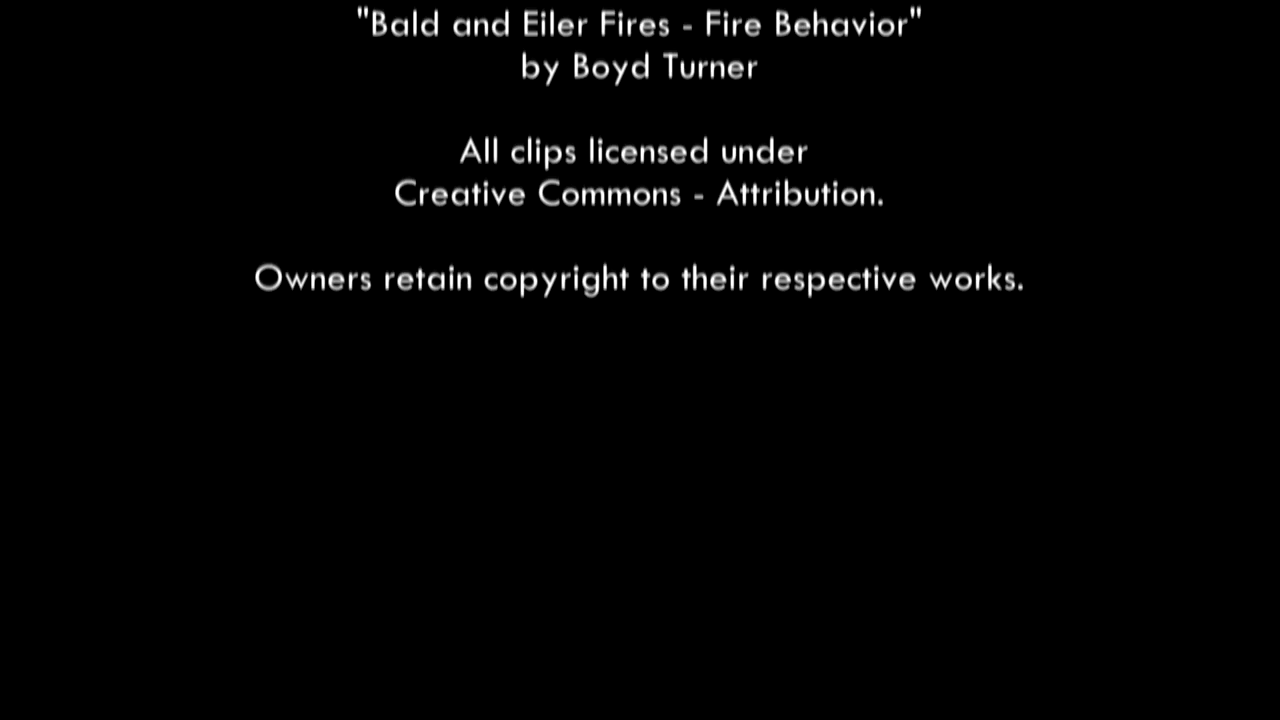 "Bald and Eiler Fires - Fire Behavior"
by Boyd Turner
All clips licensed under
Creative Commons - Attribution.
Owners retain copyright to their respective works.